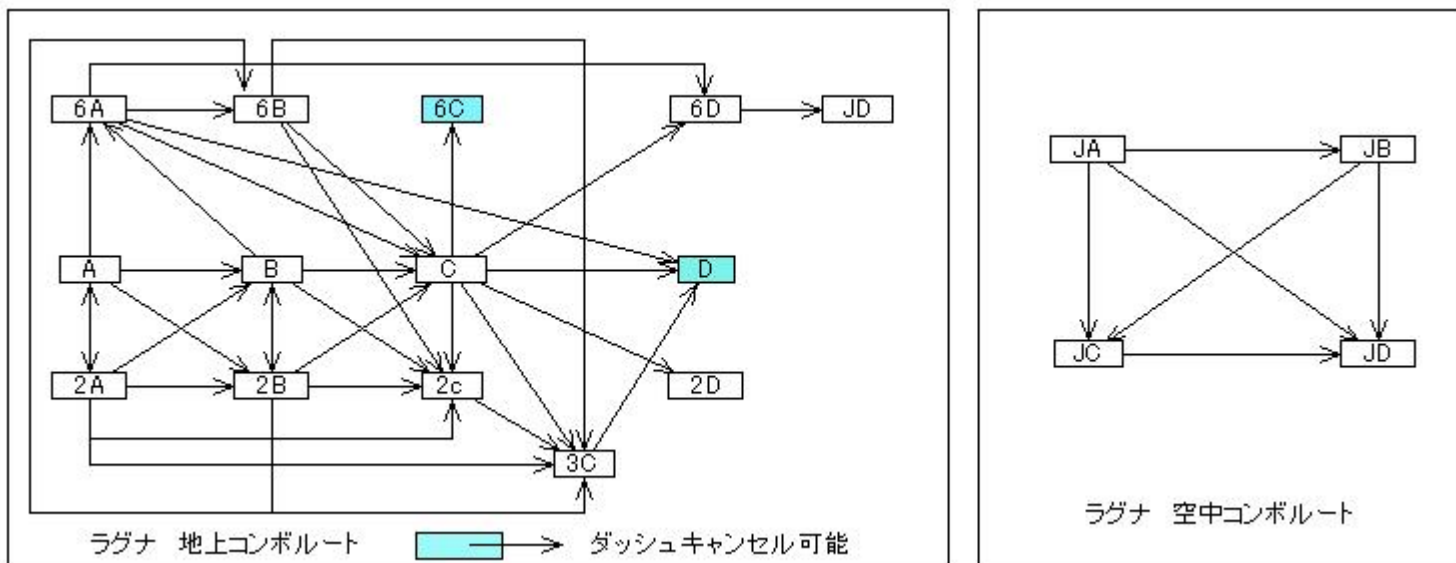 6A 6B 6C 6D JD
A B C D
2A 2B 2c 2D
3C
ラグナ 地上コンボルート ダッシュキャンセル可能
JA JB
JC JD
ラグナ 空中コンボルート